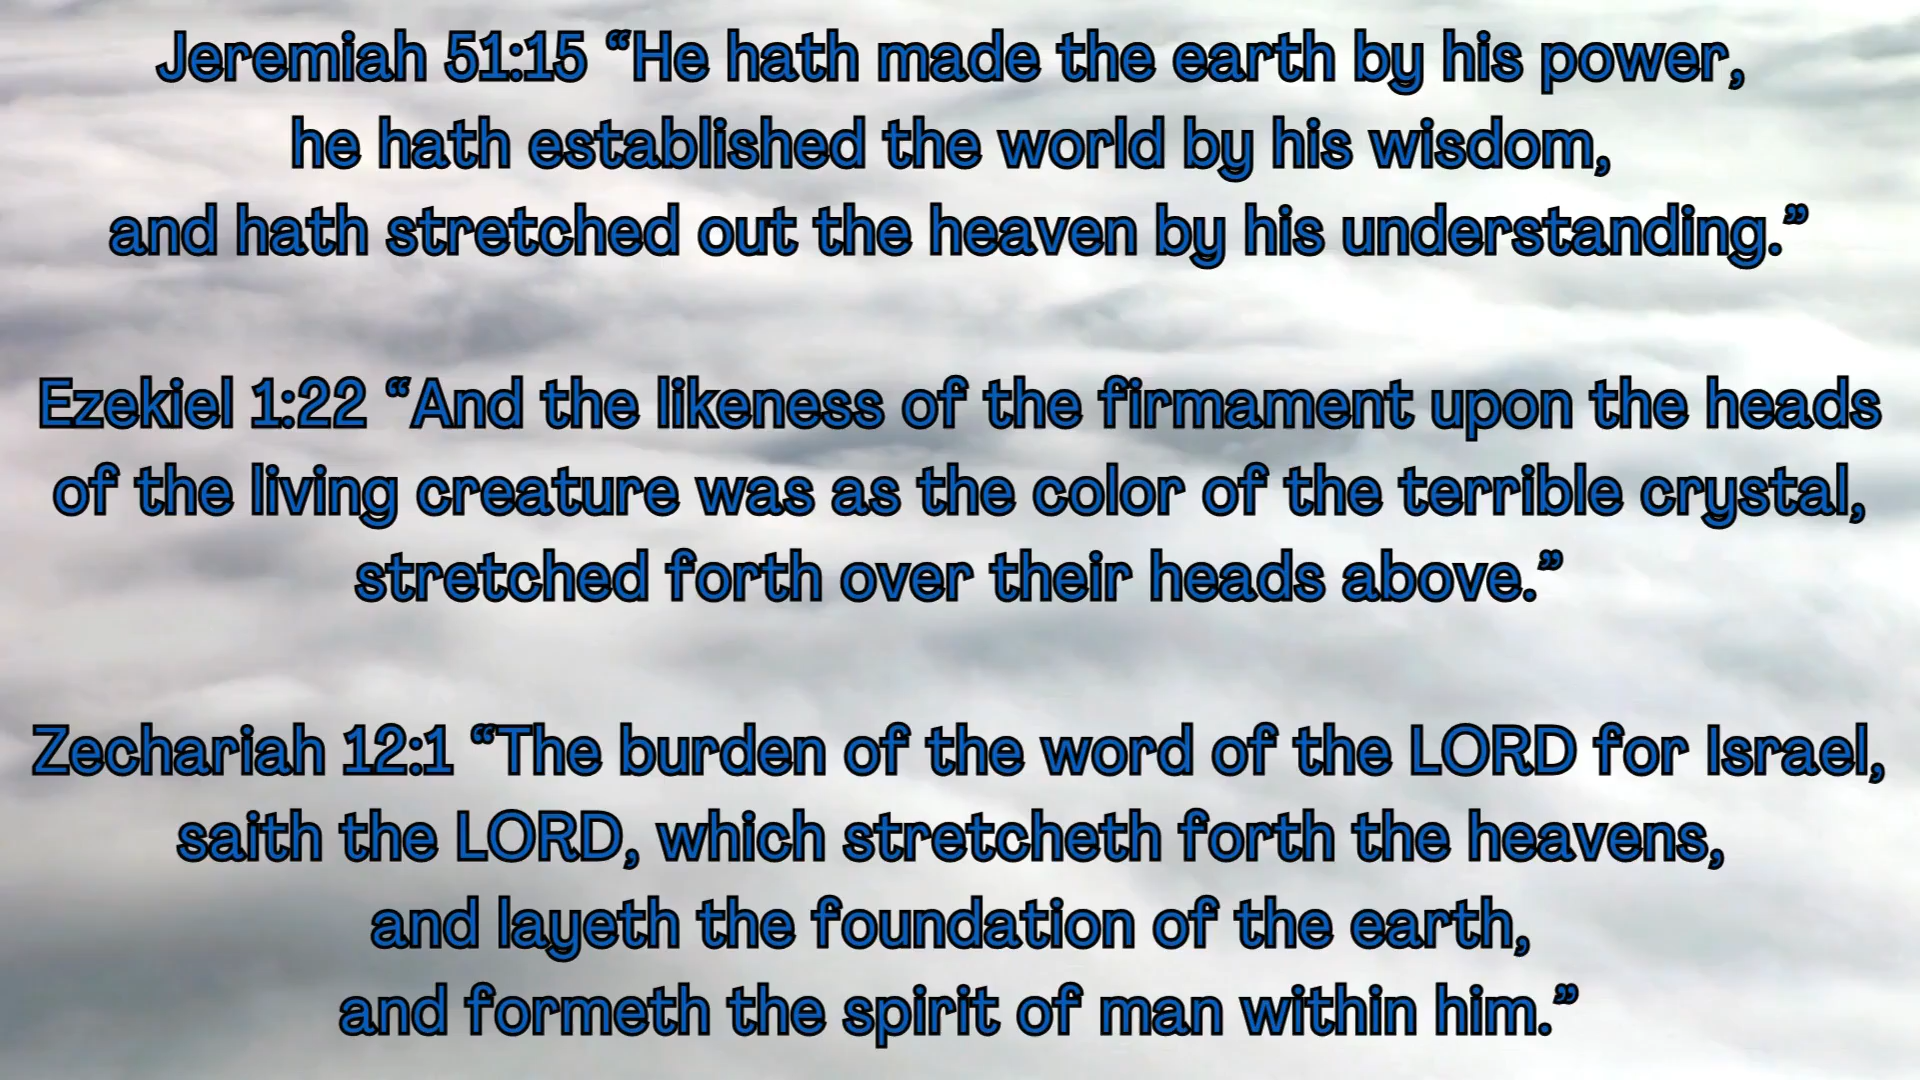 Jeremiah 51:15 “He hath made the earth by his power,
he hath established the world by his wisdom,
and hath stretched out the heaven by his understanding.”
Ezekiel 1:22 “And the likeness of the firmament upon the heads
of the living creature was as the color of the terrible crystal,
stretched forth over their heads above.”
Zechariah 12:1 “The burden of the word of the LORD for Israel,
saith the LORD, which stretcheth forth the heavens,
and layeth the foundation of the earth,
and formeth the spirit of man within him.”